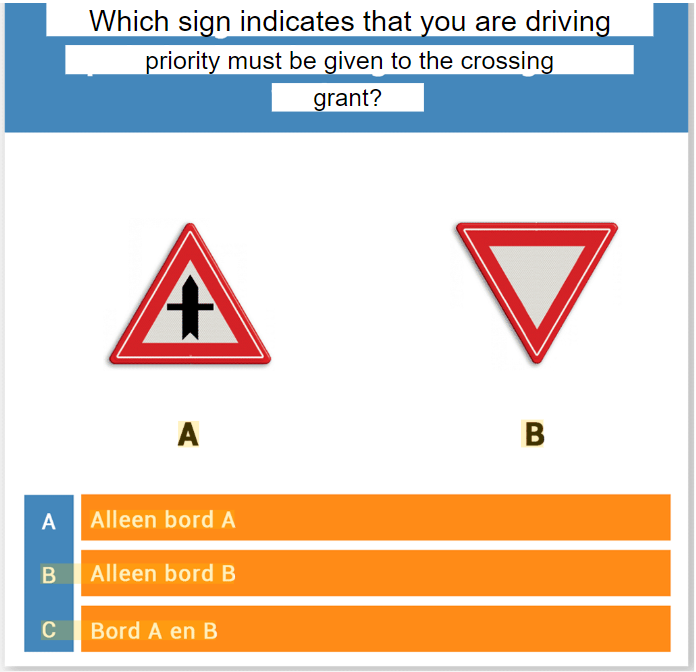 Which sign indicates that you are driving
priority must be given to the crossing
grant?
A
B
A Alleen bord A
B Alleen bord B
C Bord A en B